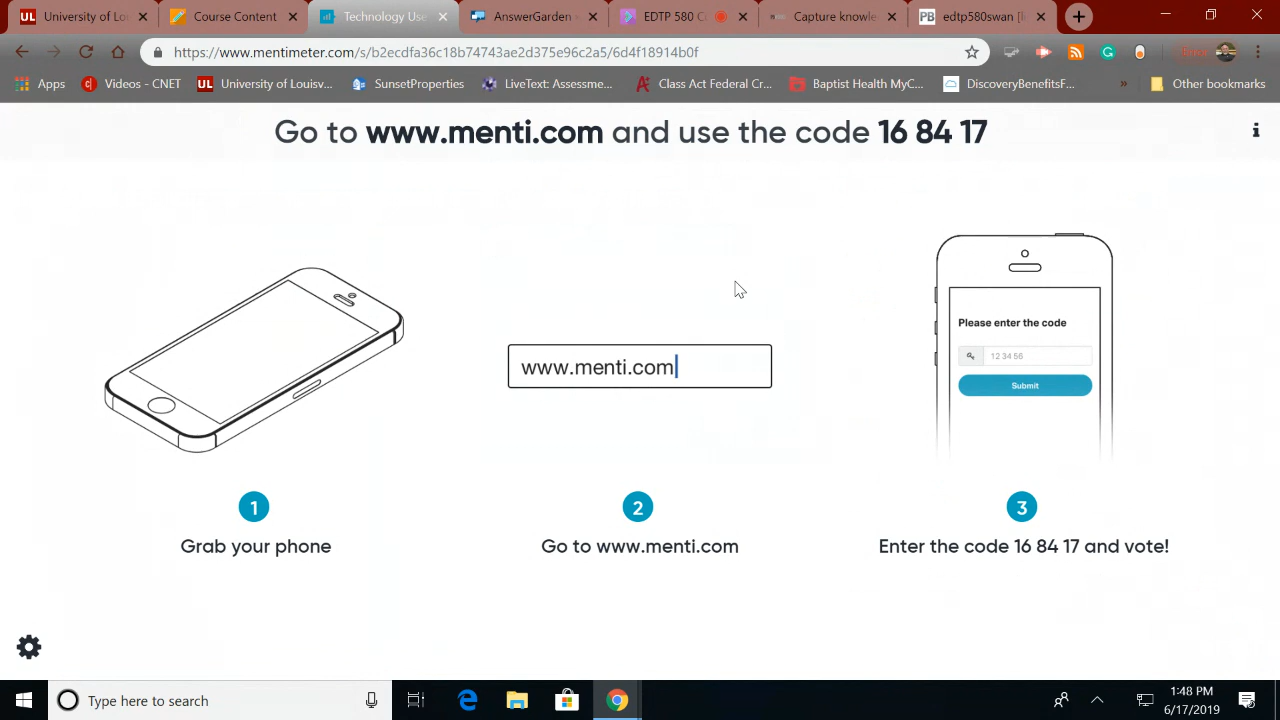 University of Lo
Course Content
Technology Use
AnswerGarden
EDTP 580 C
Capture knowle
PB edtp580swan [
https://www.mentimeter.com/s/b2ecdfa36c18b74743ae2d375e96c2a5/6d4f18914b0f
Apps
Videos - CNET
UL University of Louisv...
SunsetProperties
LiveText Assessme...
Class Act Federal Cr...
Baptist Health MyC...
DiscoveryBenefitsF...
» Other bookmarks
Go to www.menti.com and use the code 16 84 17
Please enter the code
12 34 56
Submit
www.menti.com
1
Grab your phone
2
Go to www.menti.com
3
Enter the code 16 84 17 and vote!
Type here to search
1:48 PM
6/17/2019